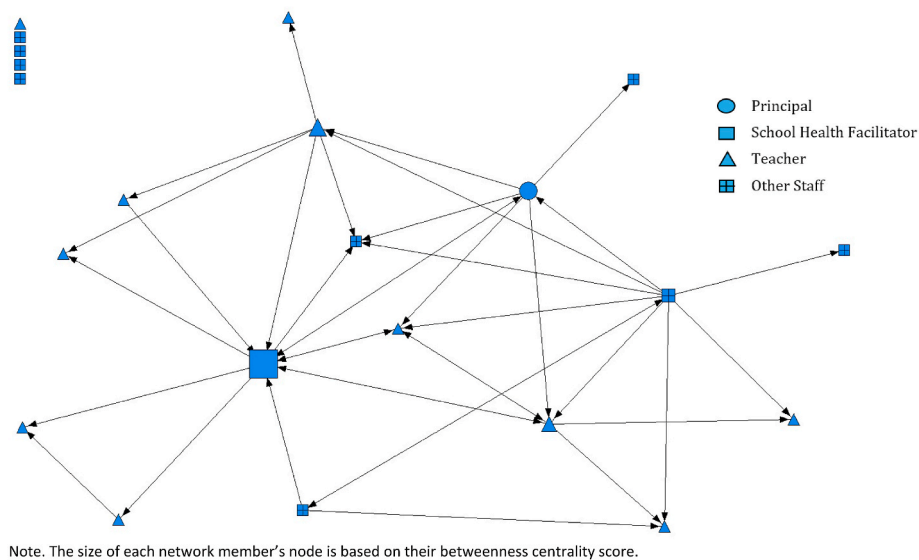 Principal
School Health Facilitator
Teacher
Other Staff
Note. The size of each network member's node is based on their betweenness centrality score.